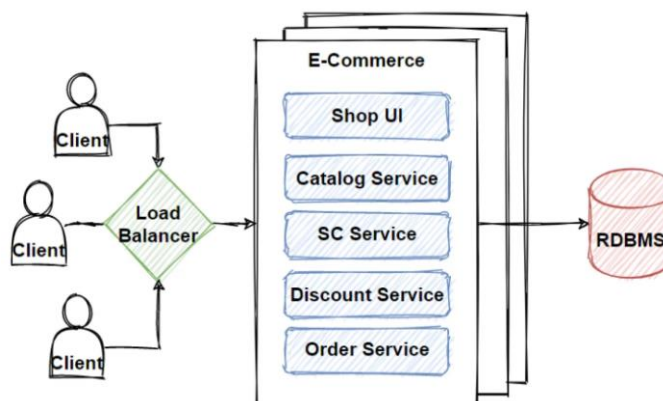 E-Commerce
Shop UI
Client
Catalog Service
Load
Balancer
SC Service
RDBMS
Client
Discount Service
Order Service
Client